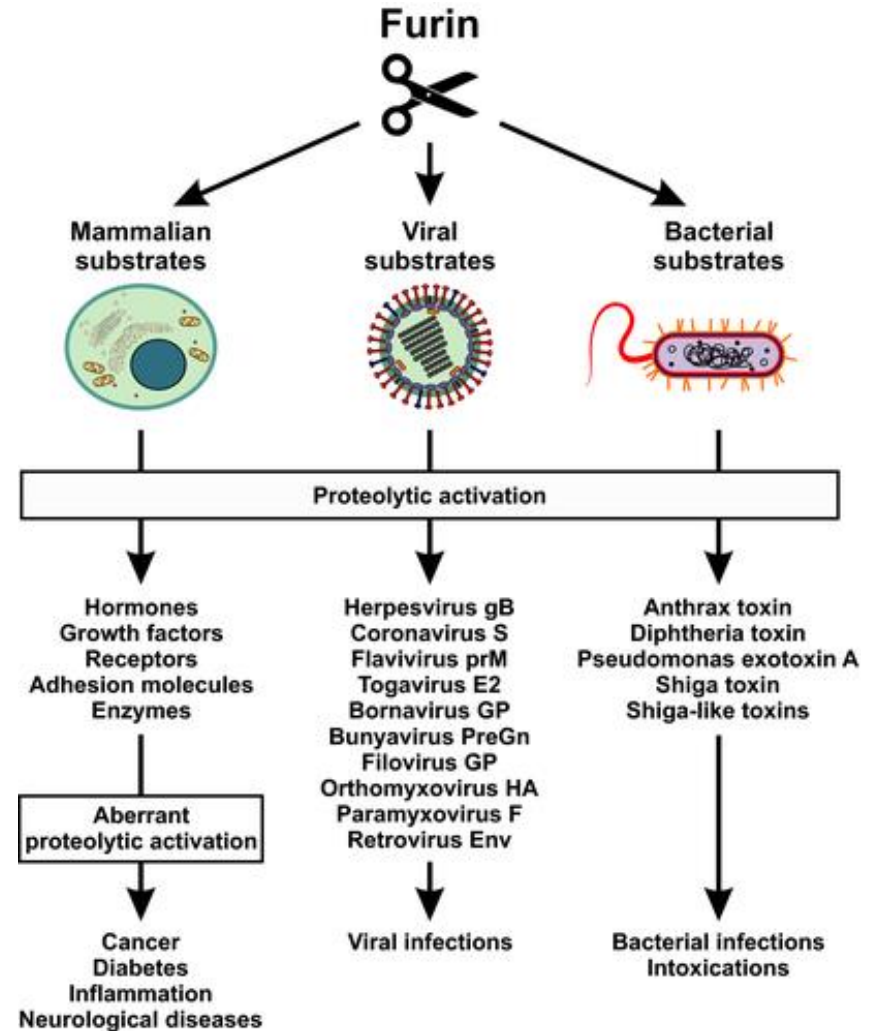 Furin
Mammalian
substrates
Viral
substrates
Bacterial
substrates
Proteolytic activation
Hormones
Growth factors
Receptors
Adhesion molecules
Enzymes
Aberrant
proteolytic activation
Cancer
Diabetes
Inflammation
Neurological diseases
Herpesvirus gB
Coronavirus S
Flavivirus prM
Togavirus E2
Bornavirus GP
Bunyavirus PreGn
Filovirus GP
Orthomyxovirus HA
Paramyxovirus F
Retrovirus Env
Viral infections
Anthrax toxin
Diphtheria toxin
Pseudomonas exotoxin A
Shiga toxin
Shiga-like toxins
Bacterial infections
Intoxications